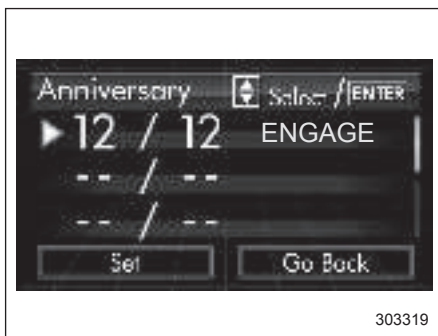 Anniversary Select / ENTER
12 / 12 ENGAGE
-- / --
-- / --
Set Go Back
303319